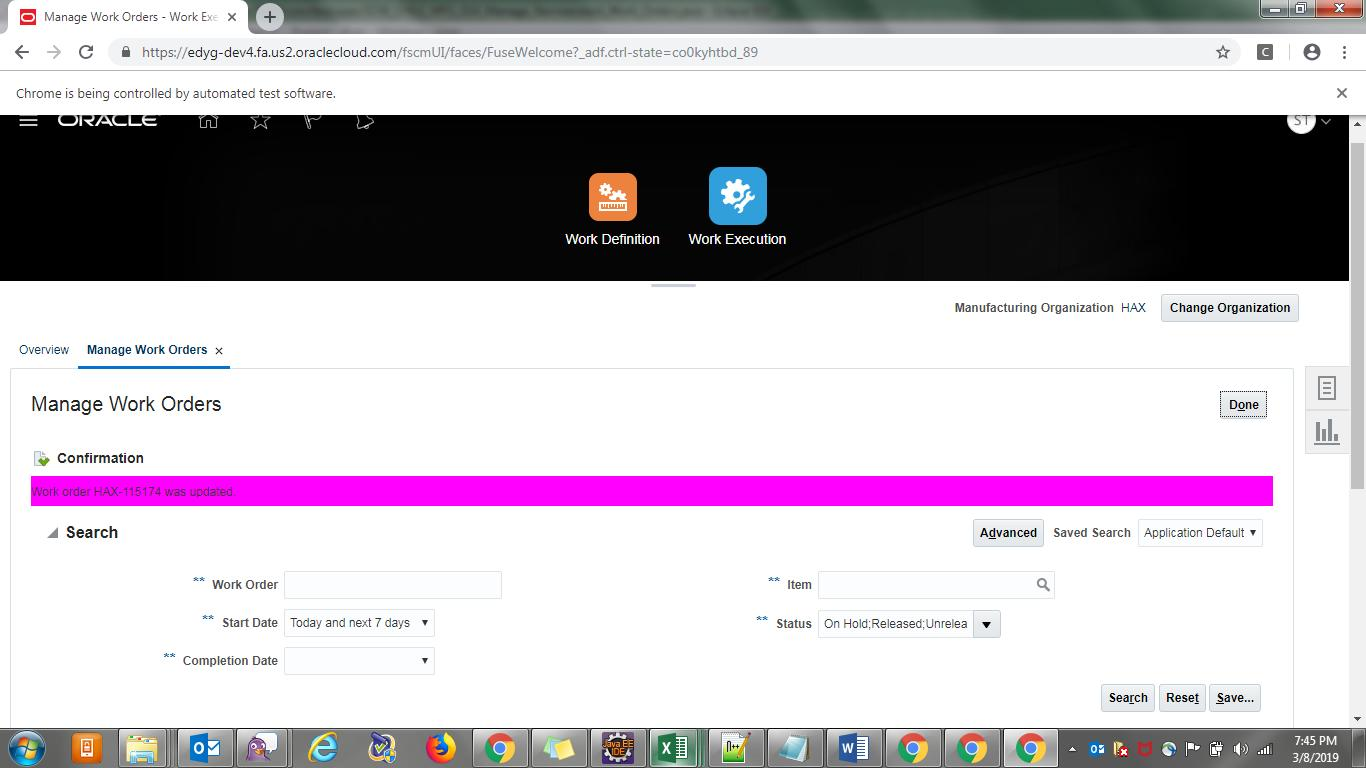 Manage Work Orders - Work Exe
https://edyg-dev4.fa.us2.oraclecloud.com/fscmUI/faces/FuseWelcome?_adf.ctrl-state=co0kyhtbd_89
C
Chrome is being controlled by automated test software.
ORACLE
ST
Work Definition Work Execution
Manufacturing Organization HAX Change Organization
Overview Manage Work Orders
Manage Work Orders Done
Confirmation
Work order HAX-115174 was updated.
Search Advanced Saved Search Application Default
** Work Order ** Item
** Start Date Today and next 7 days ** Status On Hold;Released;Unrelea
** Completion Date
Search Reset Save...
Java EE
IDE
7:45 PM
3/8/2019